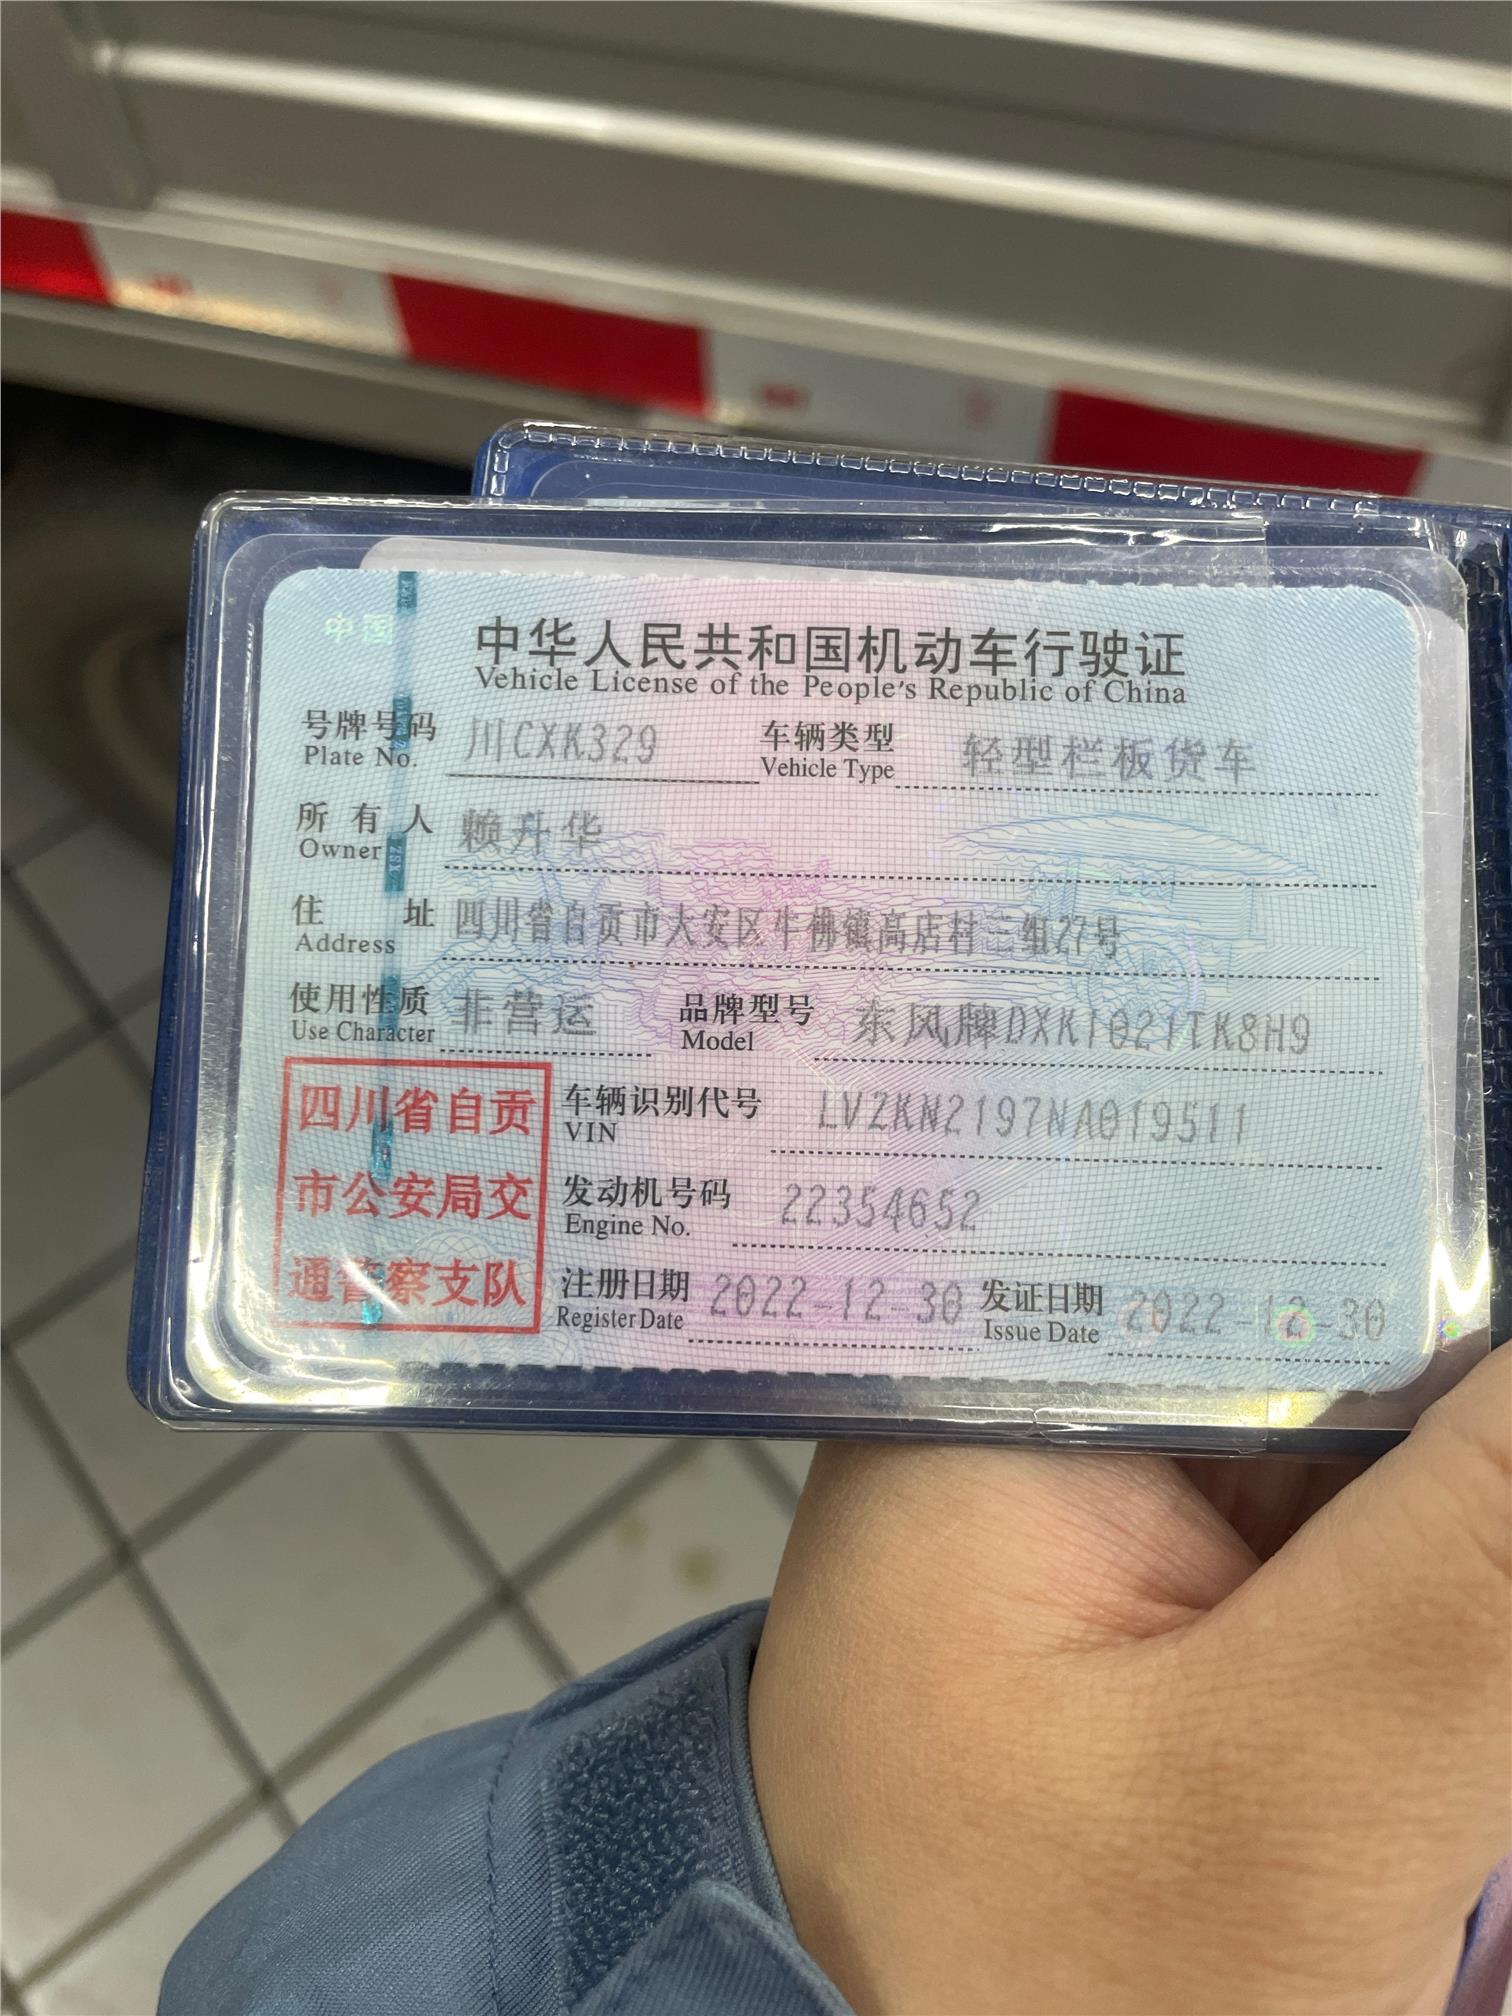 中国
中华人民共和国机动车行驶证
Vehicle License of the People's Republic of China
号牌号码 川CXK329 车辆类型 轻型栏板货车
Plate No. Vehicle Type
所有人 赖升华
Owner
住址 四川省自贡市大安区牛佛镇高店村三组27号
Address
使用性质 非营运 品牌型号 东风牌DXK1021TK8H9
Use Character Model
四川省自贡 车辆识别代号 LVZKN2197NA019511
VIN
市公安局交 发动机号码 22354652
Engine No.
通警察支队 注册日期 2022-12-30 发证日期 2022-12-30
Register Date Issue Date